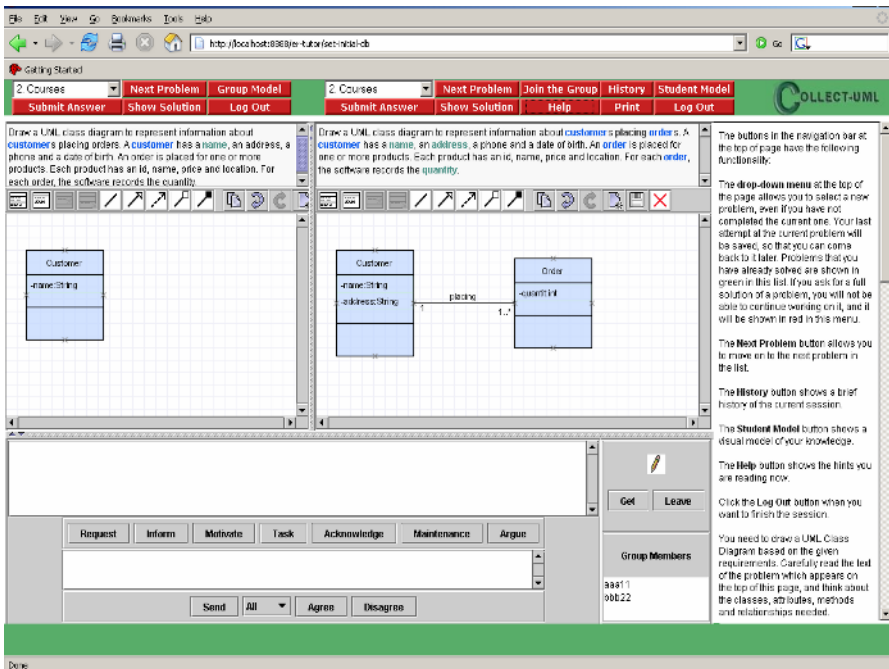 File Edit View Go Bookmarks Tools Help
http://localhost:8888/er-tutor/set-initial-db
Go
Getting Started
2. Courses Next Problem Group Model
Submit Answer Show Solution Log Out
2. Courses Next Problem Join the Group History Student Model
Submit Answer Show Solution Help Print Log Out
COLLECT-UML
Draw a UML class diagram to represent information about
customers placing orders. A customer has a name, an address, a
phone and a date of birth. An order is placed for one or more
products. Each product has an id, name, price and location. For
each order, the software records the quantity.
Customer
-name:String
Draw a UML class diagram to represent information about customers placing orders. A
customer has a name, an address, a phone and a date of birth. An order is placed for
one or more products. Each product has an id, name, price and location. For each order,
the software records the quantity.
Customer
-name:String
-address:String
placing
1
1..*
Order
-quantit:int
The buttons in the navigation bar at
the top of page have the following
functionality:
The drop-down menu at the top of
the page allows you to select a new
problem, even if you have not
completed the current one. Your last
attempt at the current problem will
be saved, so that you can come
back to it later. Problems that you
have already solved are shown in
green in this list. If you ask for a full
solution of a problem, you will not be
able to continue working on it, and it
will be shown in red in this menu.
The Next Problem button allows you
to move on to the next problem in
the list.
The History button shows a brief
history of the current session.
The Student Model button shows a
visual model of your knowledge.
The Help button shows the hints you
are reading now.
Click the Log Out button when you
want to finish the session.
You need to draw a UML Class
Diagram based on the given
requirements. Carefully read the text
of the problem which appears on
the top of this page, and think about
the classes, attributes, methods
and relationships needed.
Get Leave
Request Inform Motivate Task Acknowledge Maintenance Argue
Group Members
aaa11
bbb22
Send All Agree Disagree
Done